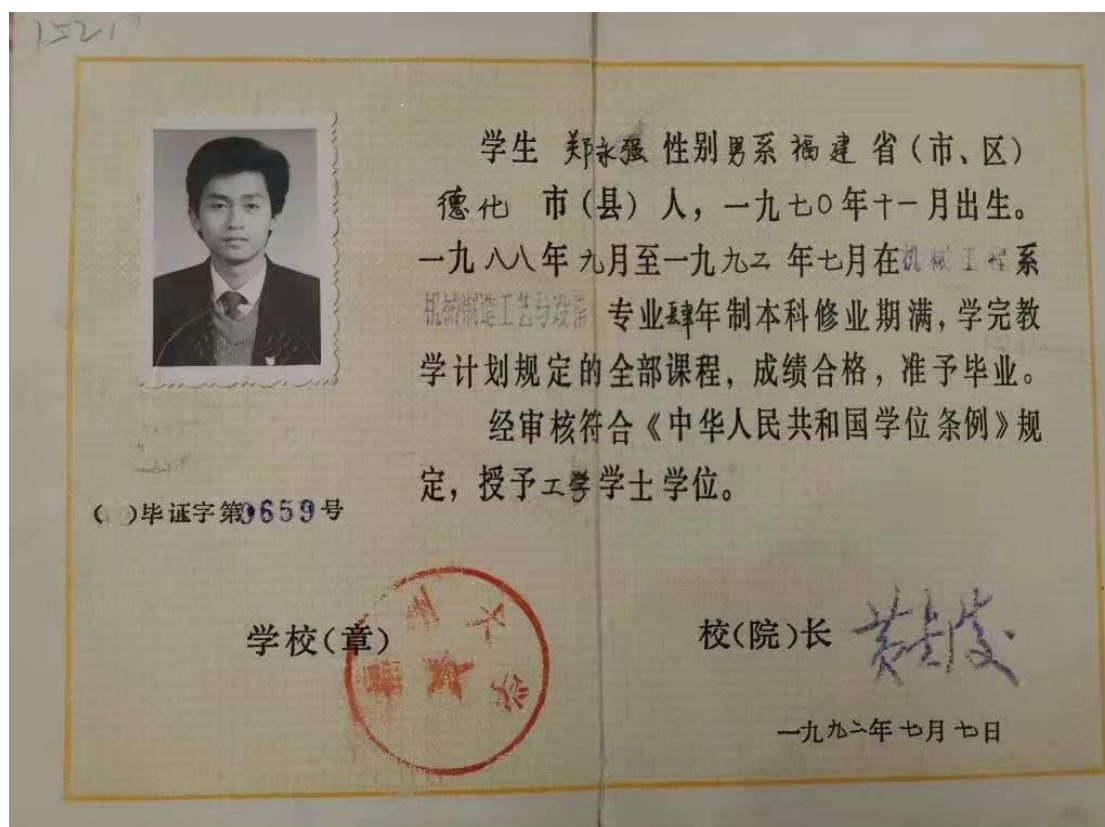 15217
学生 郑永强 性别男系 福建 省(市、区)
德化 市(县)人，一九七〇年十一月出生。
一九八八年九月至一九九二年七月在机械工程系
机械制造工艺与设备 专业肆年制本科修业期满，学完教
学计划规定的全部课程，成绩合格，准予毕业。
经审核符合《中华人民共和国学位条例》规
定，授予工学学士学位。
( )毕证字第9659号
学校(章)
校(院)长
一九九二年七月七日